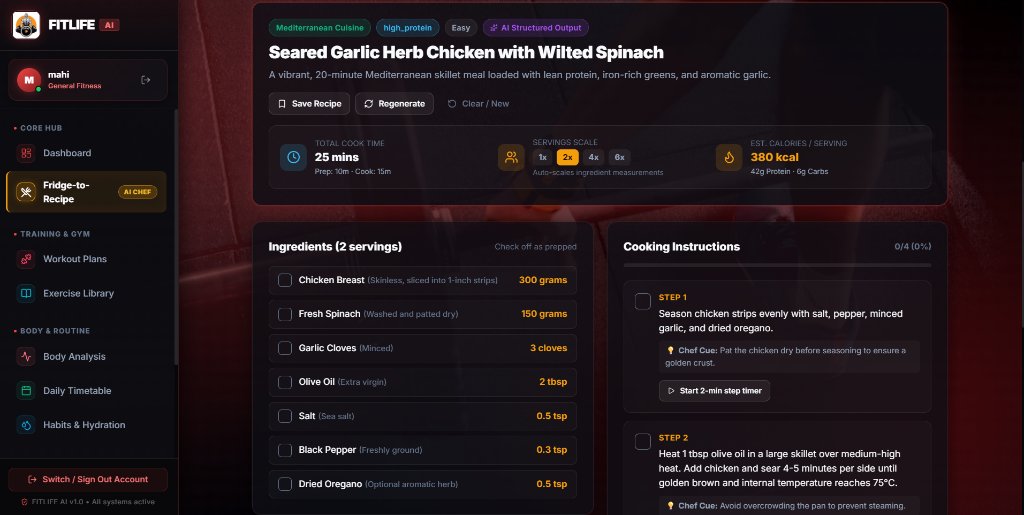 FITLIFE AI
M
mahi
General Fitness
CORE HUB
Dashboard
Fridge-to-
Recipe
AI CHEF
TRAINING & GYM
Workout Plans
Exercise Library
BODY & ROUTINE
Body Analysis
Daily Timetable
Habits & Hydration
Switch / Sign Out Account
FITLIFF AI v1.0 • All systems active
Mediterranean Cuisine
high_protein
Easy
AI Structured Output
Seared Garlic Herb Chicken with Wilted Spinach
A vibrant, 20-minute Mediterranean skillet meal loaded with lean protein, iron-rich greens, and aromatic garlic.
Save Recipe
Regenerate
Clear / New
TOTAL COOK TIME
25 mins
Prep: 10m · Cook: 15m
SERVINGS SCALE
1x 2x 4x 6x
Auto-scales ingredient measurements
EST. CALORIES / SERVING
380 kcal
42g Protein · 6g Carbs
Ingredients (2 servings)
Check off as prepped
Chicken Breast (Skinless, sliced into 1-inch strips) 300 grams
Fresh Spinach (Washed and patted dry) 150 grams
Garlic Cloves (Minced) 3 cloves
Olive Oil (Extra virgin) 2 tbsp
Salt (Sea salt) 0.5 tsp
Black Pepper (Freshly ground) 0.3 tsp
Dried Oregano (Optional aromatic herb) 0.5 tsp
Cooking Instructions
0/4 (0%)
STEP 1
Season chicken strips evenly with salt, pepper, minced
garlic, and dried oregano.
Chef Cue: Pat the chicken dry before seasoning to ensure a
golden crust.
Start 2-min step timer
STEP 2
Heat 1 tbsp olive oil in a large skillet over medium-high
heat. Add chicken and sear 4-5 minutes per side until
golden brown and internal temperature reaches 75°C.
Chef Cue: Avoid overcrowding the pan to prevent steaming.